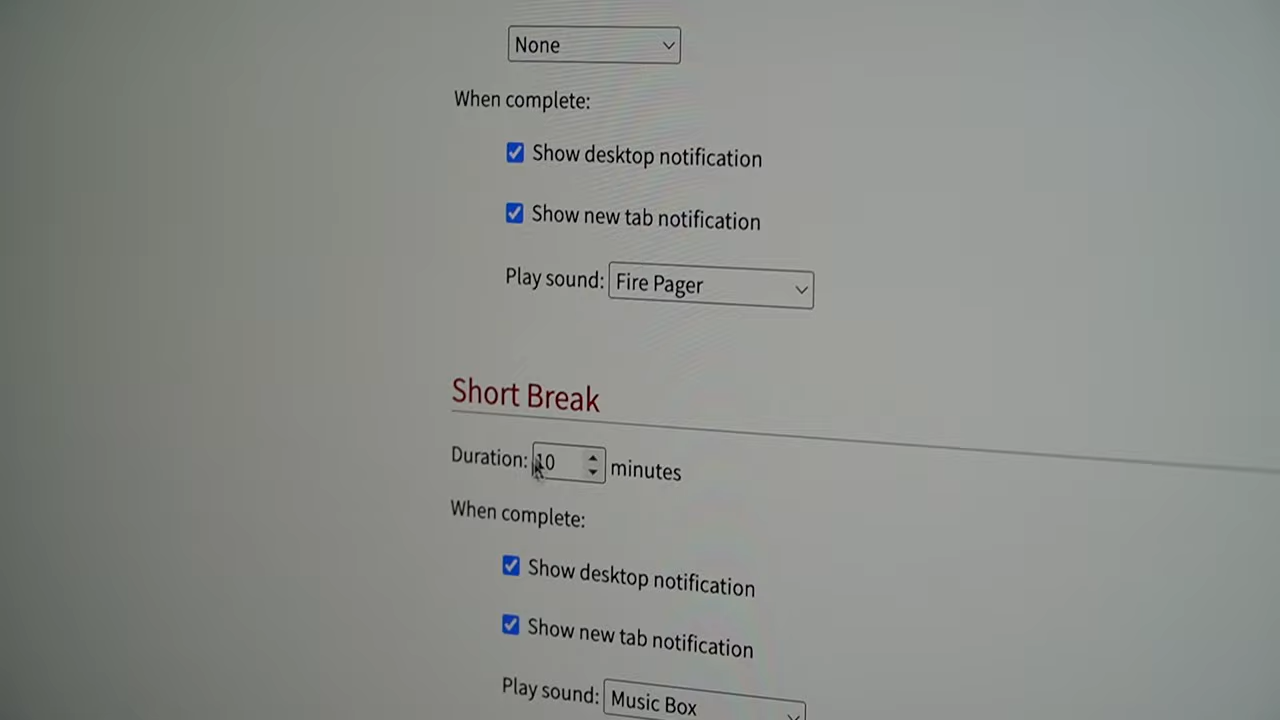 None
When complete:
Show desktop notification
Show new tab notification
Play sound: Fire Pager
Short Break
Duration: 10 minutes
When complete:
Show desktop notification
Show new tab notification
Play sound: Music Box